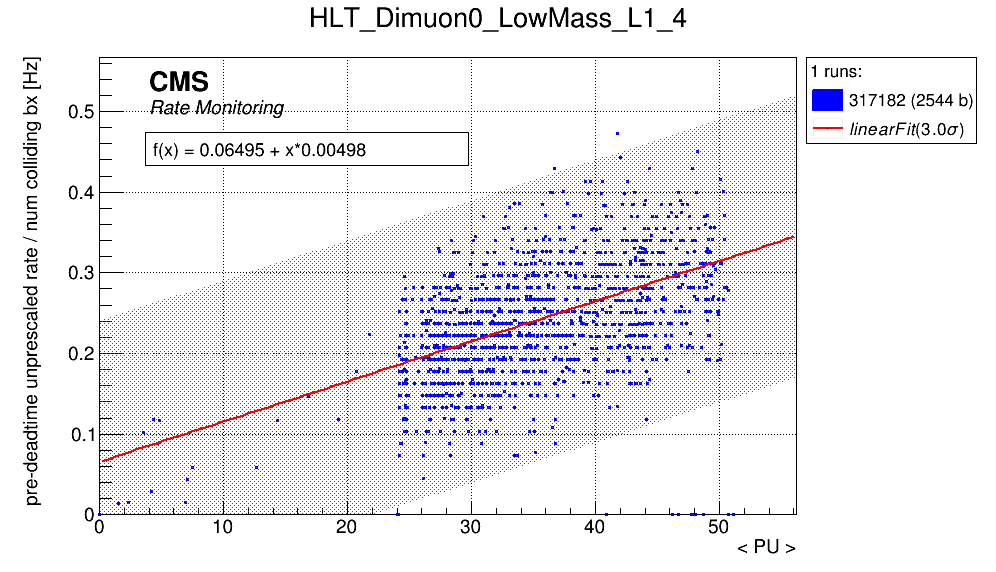 HLT_Dimuon0_LowMass_L1_4
pre-deadtime unprescaled rate / num colliding bx [Hz]
CMS
Rate Monitoring
f(x) = 0.06495 + x*0.00498
0.5
0.4
0.3
0.2
0.1
0
0 10 20 30 40 50
< PU >
1 runs:
317182 (2544 b)
linearFit(3.0σ)